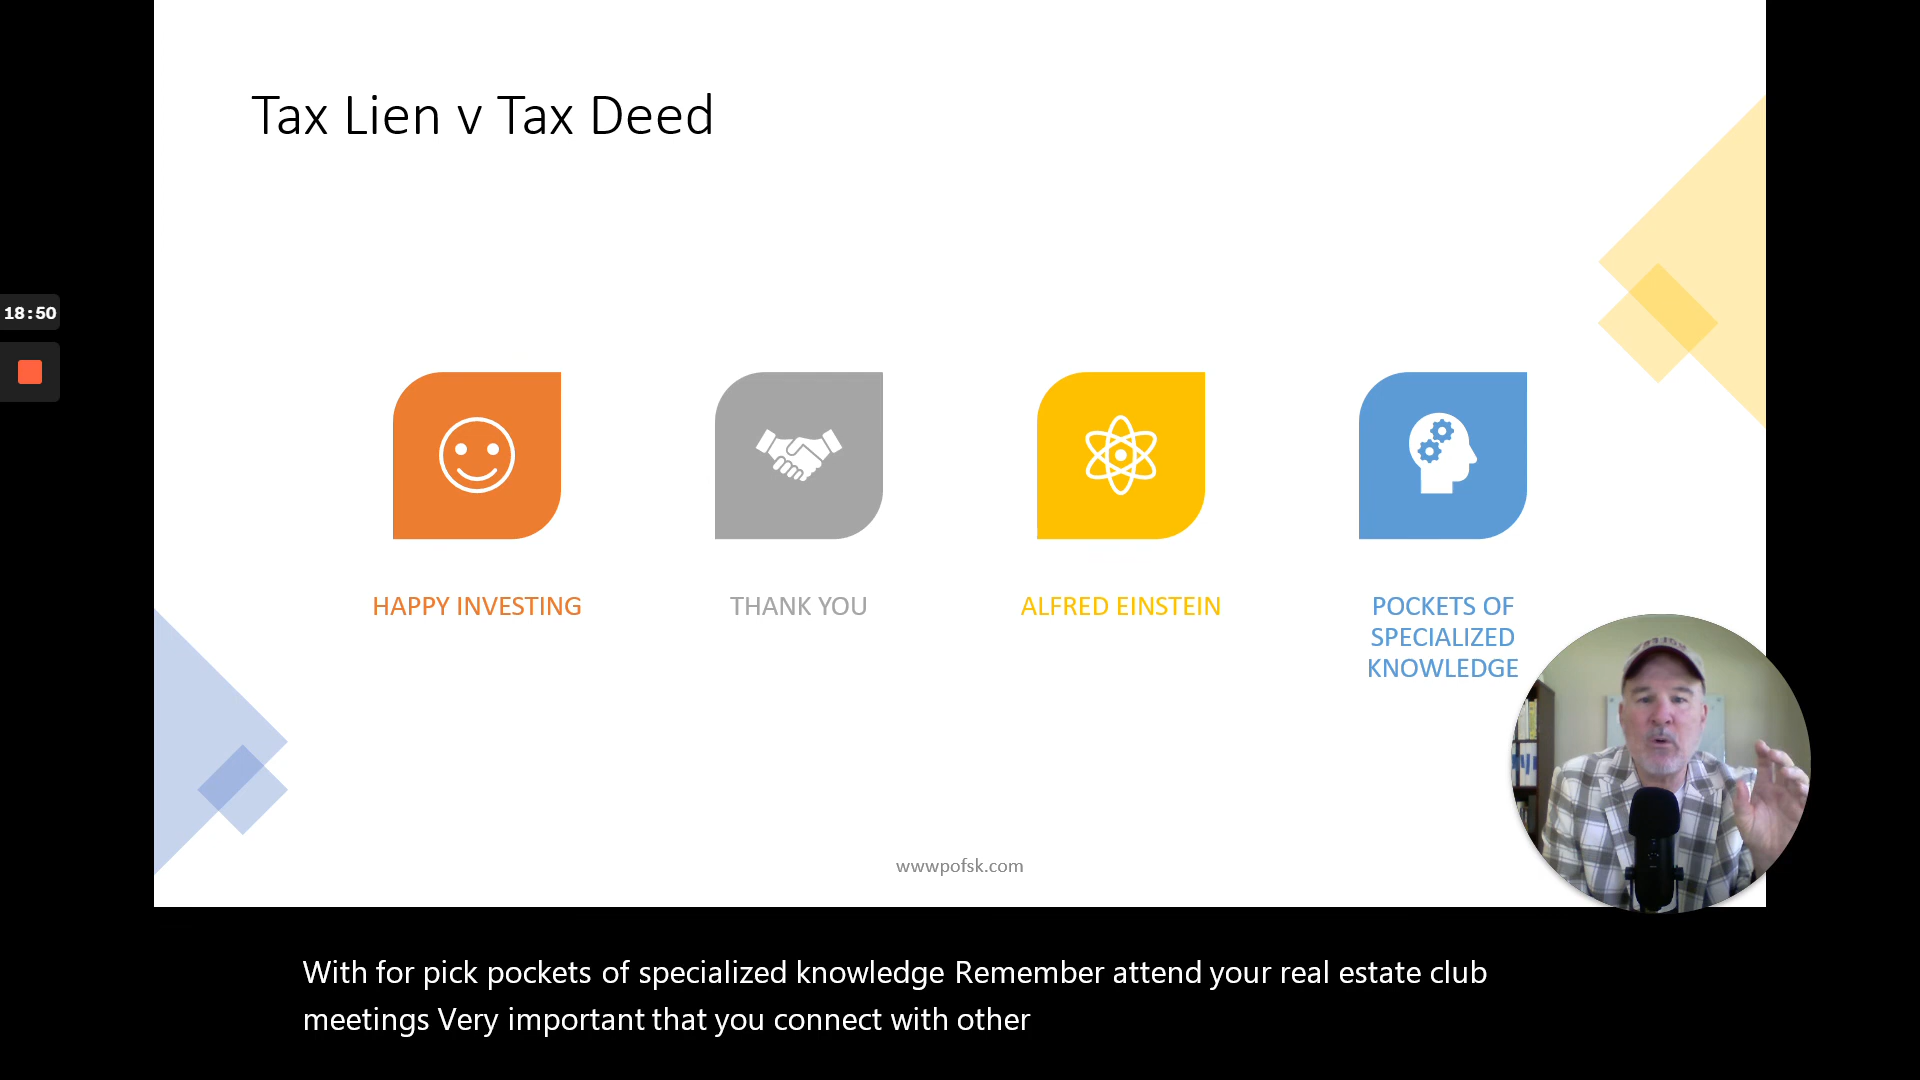 Tax Lien v Tax Deed
18:50
HAPPY INVESTING
THANK YOU
ALFRED EINSTEIN
POCKETS OF
SPECIALIZED
KNOWLEDGE
wwwpofsk.com
With for pick pockets of specialized knowledge Remember attend your real estate club
meetings Very important that you connect with other